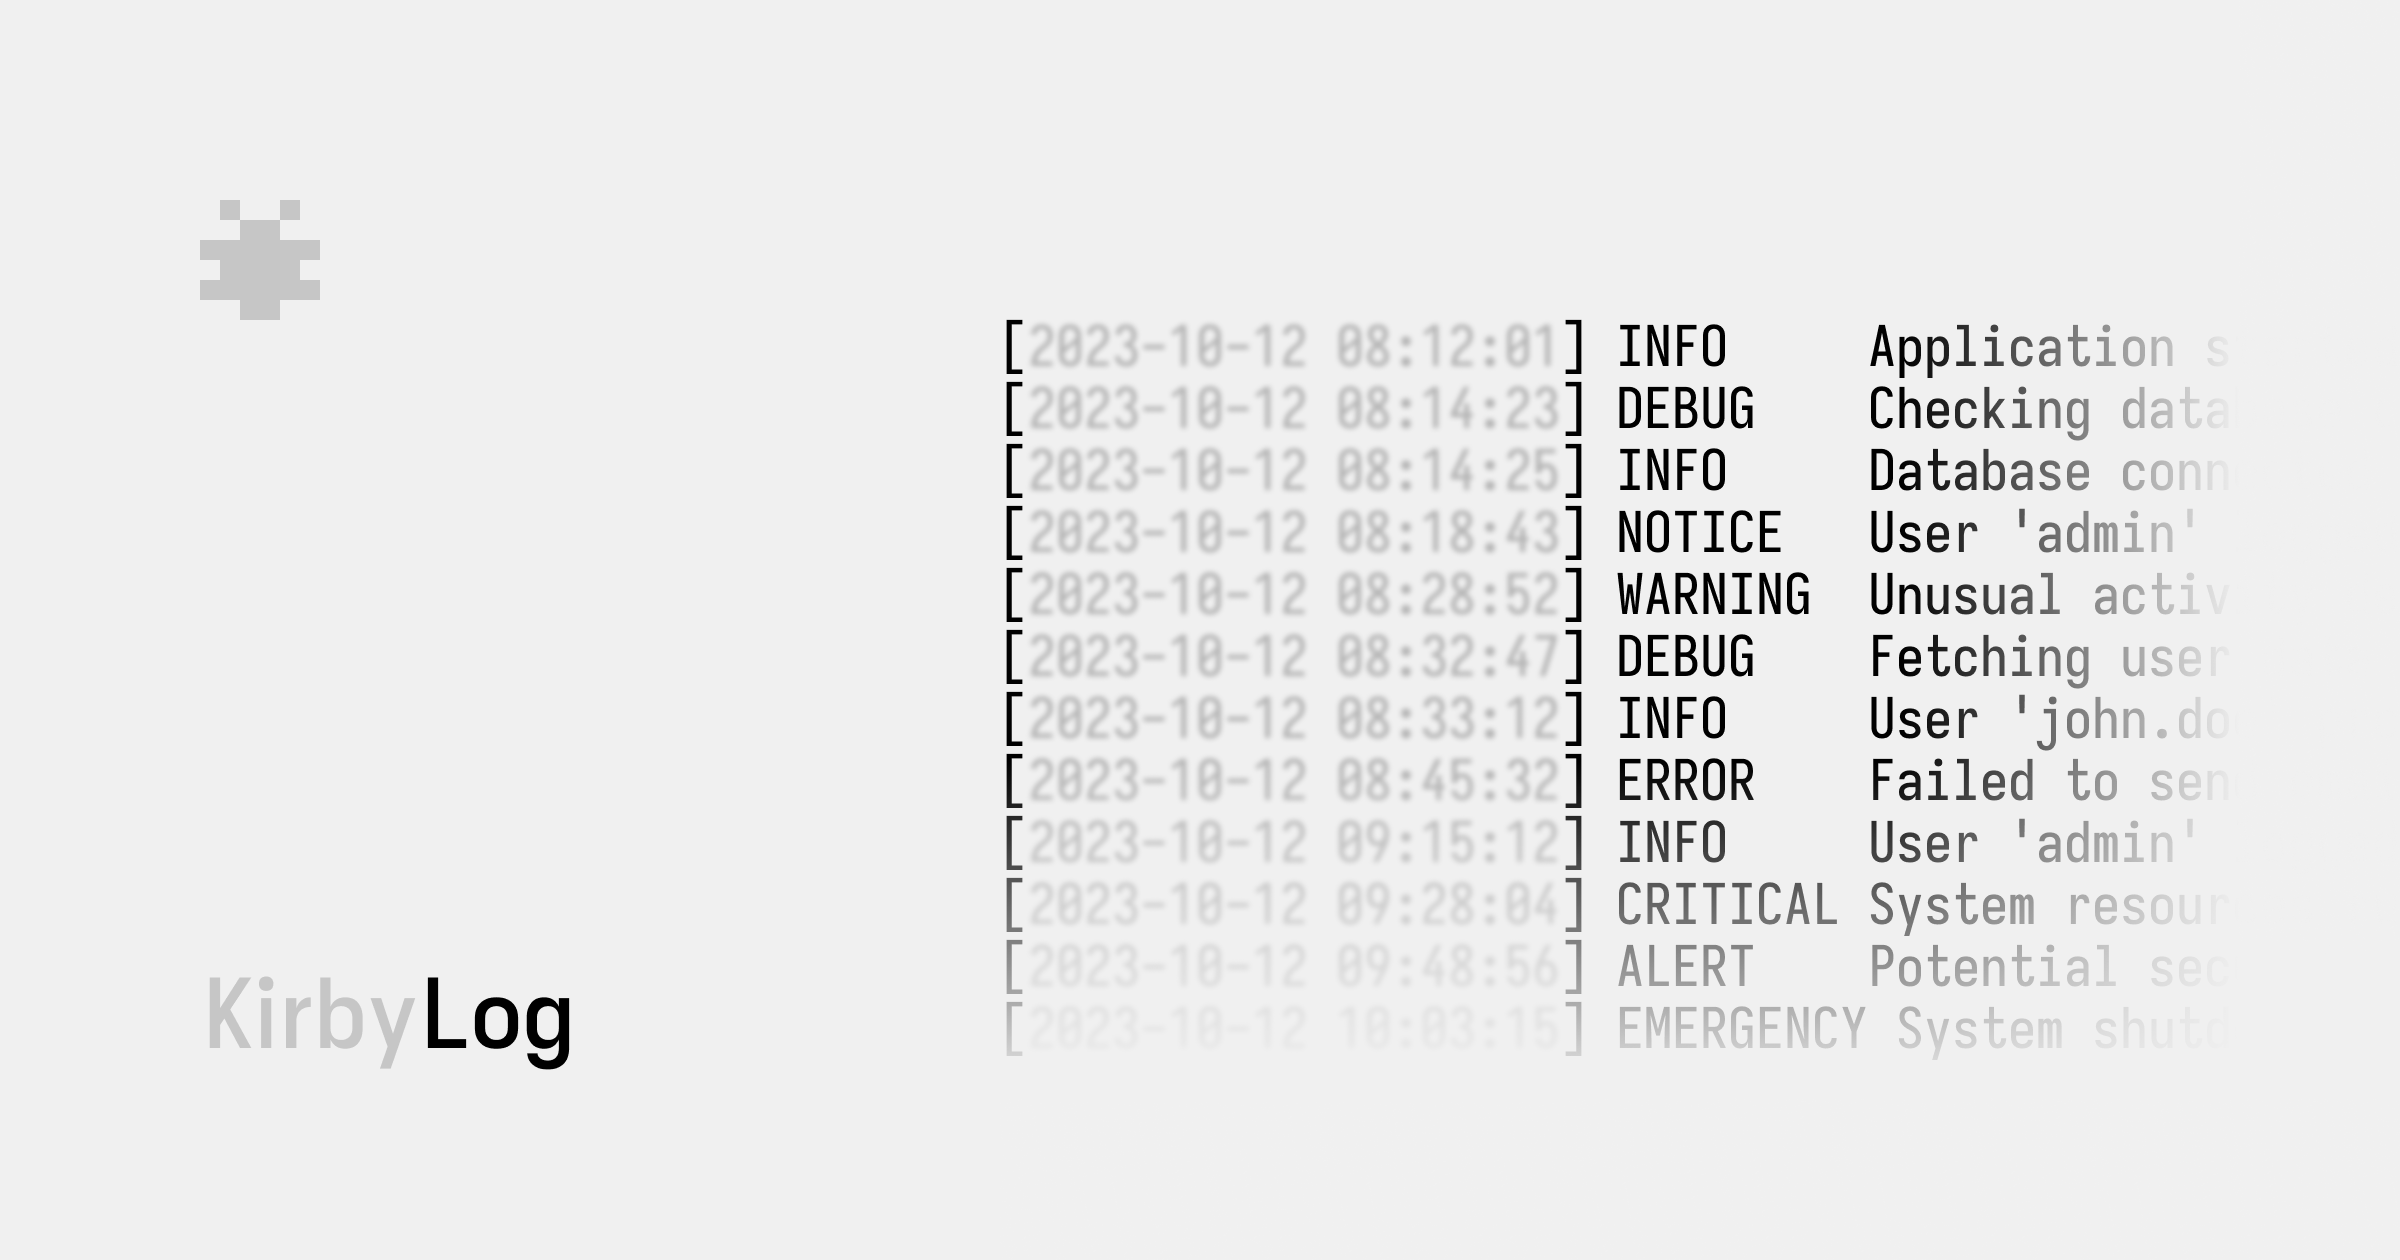 [2023-10-12 08:12:01] INFO Application s
[2023-10-12 08:14:23] DEBUG Checking data
[2023-10-12 08:14:25] INFO Database conn
[2023-10-12 08:18:43] NOTICE User 'admin'
[2023-10-12 08:28:52] WARNING Unusual activ
[2023-10-12 08:32:47] DEBUG Fetching user
[2023-10-12 08:33:12] INFO User 'john.do
[2023-10-12 08:45:32] ERROR Failed to sen
[2023-10-12 09:15:12] INFO User 'admin'
[2023-10-12 09:28:04] CRITICAL System resour
[2023-10-12 09:48:56] ALERT Potential sec
[2023-10-12 10:03:15] EMERGENCY System shutd
KirbyLog